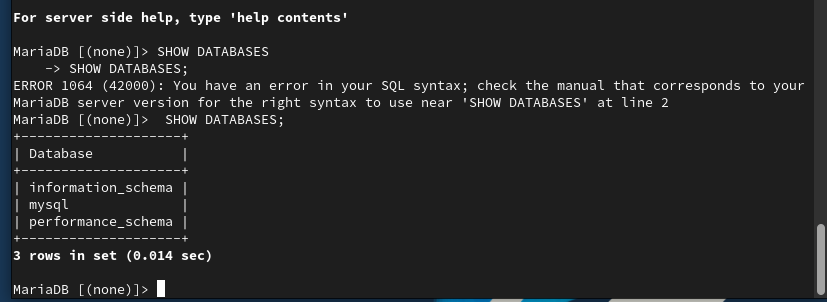 For server side help, type 'help contents'
MariaDB [(none)]> SHOW DATABASES
    -> SHOW DATABASES;
ERROR 1064 (42000): You have an error in your SQL syntax; check the manual that corresponds to your
MariaDB server version for the right syntax to use near 'SHOW DATABASES' at line 2
MariaDB [(none)]>  SHOW DATABASES;
+--------------------+
| Database           |
+--------------------+
| information_schema |
| mysql              |
| performance_schema |
+--------------------+
3 rows in set (0.014 sec)
MariaDB [(none)]>